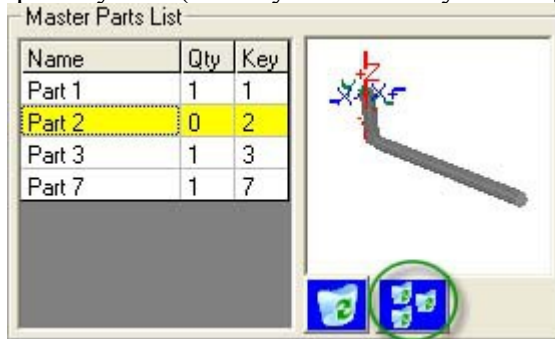 Master Parts List
Name Qty Key
Part 1 1 1
Part 2 0 2
Part 3 1 3
Part 7 1 7
+Z